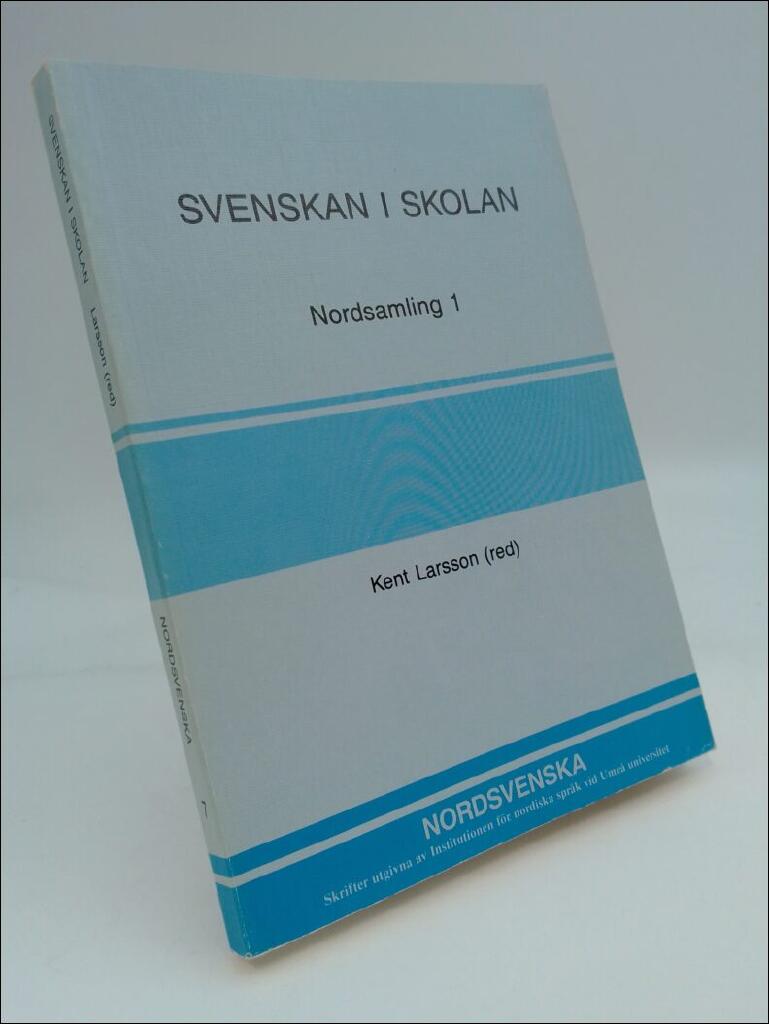 SVENSKAN I SKOLAN
Nordsamling 1
Kent Larsson (red)
NORDSVENSKA
Skrifter utgivna av Institutionen för nordiska språk vid Umeå universitet
SVENSKAN I SKOLAN Larsson (red)
NORDSVENSKA